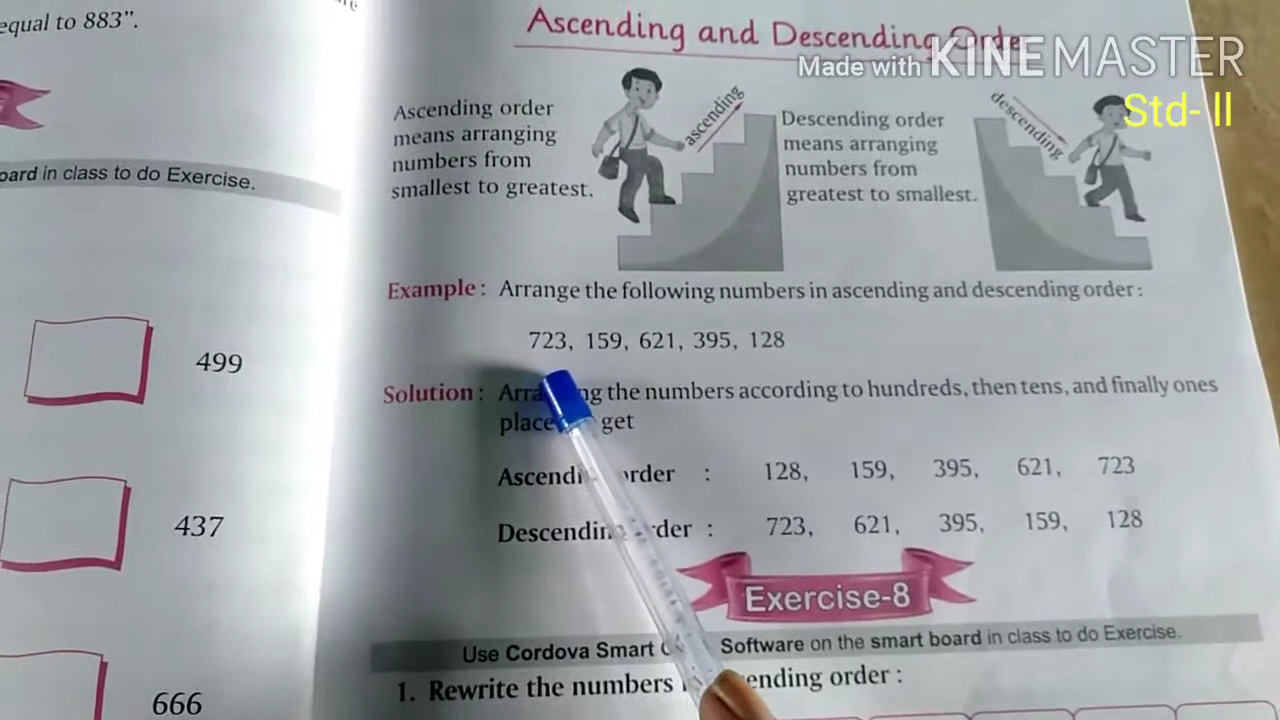 equal to 883".
board in class to do Exercise.
499
437
666
Ascending and Descending Order
Made with KINEMASTER
Std- II
Ascending order
means arranging
numbers from
smallest to greatest.
ascending
Descending order
means arranging
numbers from
greatest to smallest.
descending
Example : Arrange the following numbers in ascending and descending order :
723, 159, 621, 395, 128
Solution : the numbers according to hundreds, then tens, and finally ones
get
Ascending order : 128, 159, 395, 621, 723
Descending order : 723, 621, 395, 159, 128
Exercise-8
Use Cordova Smart Software on the smart board in class to do Exercise.
1. Rewrite the numbers order :